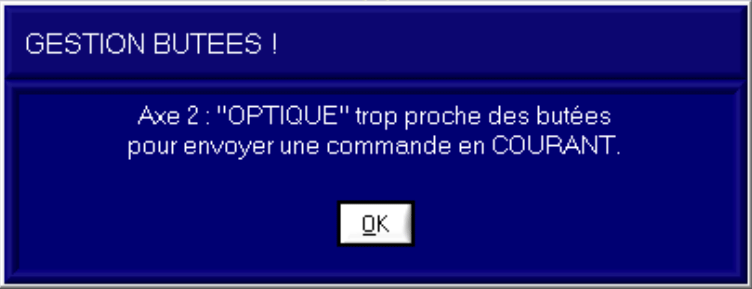 GESTION BUTEES !
Axe 2 : "OPTIQUE" trop proche des butées
pour envoyer une commande en COURANT.
OK